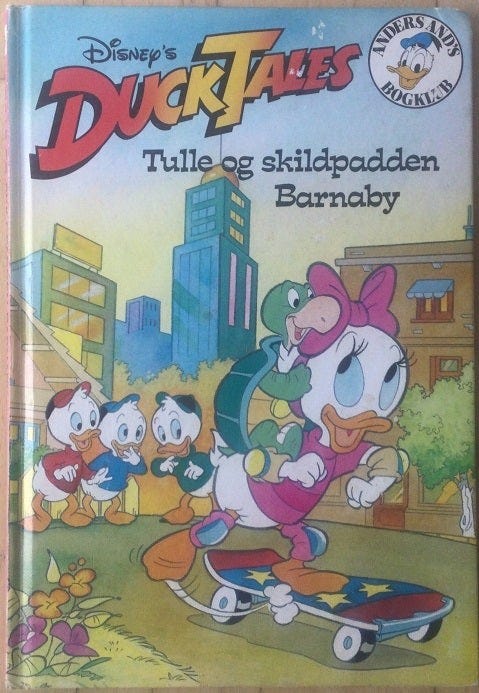 Disney's
DUCKTALES
ANDERS AND'S
BOGKLUB
Tulle og skildpadden
Barnaby